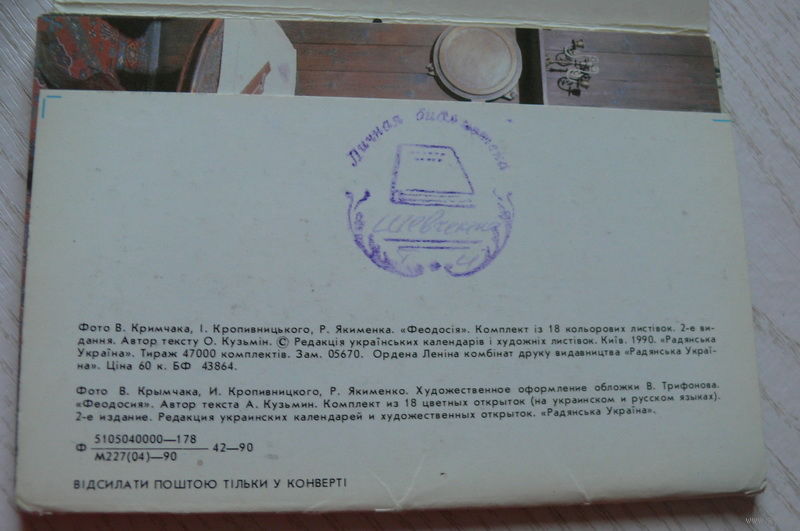 Личная библиотека
Шевченко
Фото В. Кримчака, І. Кропивницького, Р. Якименка. «Феодосія». Комплект із 18 кольорових листівок. 2-е ви-
дання. Автор тексту О. Кузьмін. © Редакція українських календарів і художніх листівок. Київ. 1990. «Радянська
Україна». Тираж 47000 комплектів. Зам. 05670. Ордена Леніна комбінат друку видавництва «Радянська Украї-
на». Ціна 60 к. БФ 43864.
Фото В. Крымчака, И. Кропивницкого, Р. Якименко. Художественное оформление обложки В. Трифонова.
«Феодосия». Автор текста А. Кузьмин. Комплект из 18 цветных открыток (на украинском и русском языках).
2-е издание. Редакция украинских календарей и художественных открыток. «Радянська Україна».
Ф 5105040000—178 42—90
М227(04)—90
ВІДСИЛАТИ ПОШТОЮ ТІЛЬКИ У КОНВЕРТІ